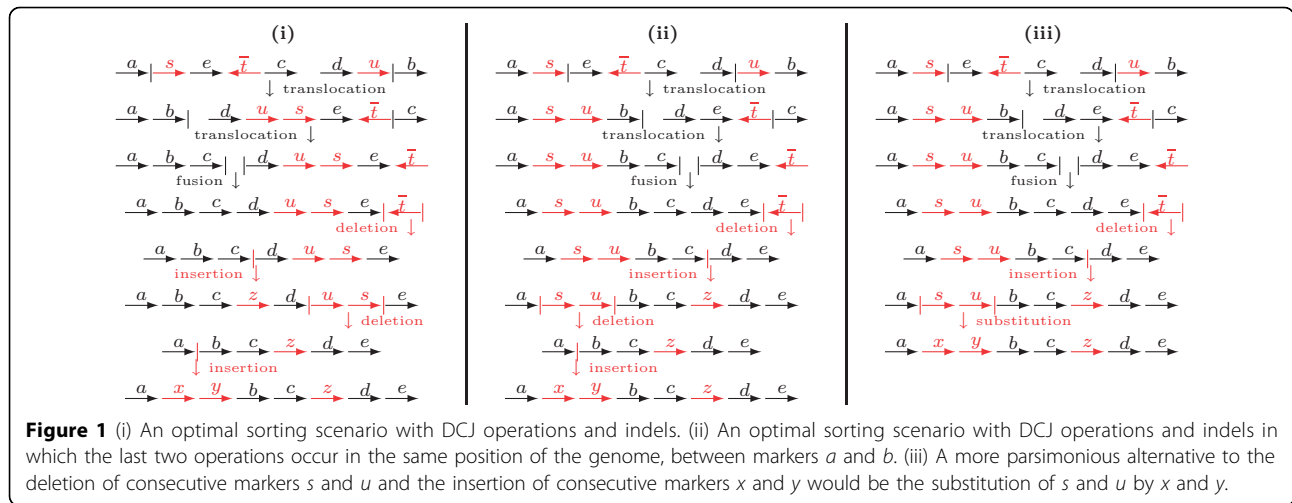 (i)
a | s e t̅ c d u | b
↓ translocation
a b | d u s e t̅ | c
translocation ↓
a b c | | d u s e t̅
fusion ↓
a b c d u s e | t̅ |
deletion ↓
a b c | d u s e
insertion ↓
a b c z d | u s | e
↓ deletion
a | b c z d e
↓ insertion
a x y b c z d e
(ii)
a s | e t̅ c d | u b
↓ translocation
a s u b | d e t̅ | c
translocation ↓
a s u b c | | d e t̅
fusion ↓
a s u b c d e | t̅ |
deletion ↓
a s u b c | d e
insertion ↓
a | s u | b c z d e
↓ deletion
a | b c z d e
↓ insertion
a x y b c z d e
(iii)
a s | e t̅ c d | u b
↓ translocation
a s u b | d e t̅ | c
translocation ↓
a s u b c | | d e t̅
fusion ↓
a s u b c d e | t̅ |
deletion ↓
a s u b c | d e
insertion ↓
a | s u | b c z d e
↓ substitution
a x y b c z d e
Figure 1 (i) An optimal sorting scenario with DCJ operations and indels. (ii) An optimal sorting scenario with DCJ operations and indels in
which the last two operations occur in the same position of the genome, between markers a and b. (iii) A more parsimonious alternative to the
deletion of consecutive markers s and u and the insertion of consecutive markers x and y would be the substitution of s and u by x and y.